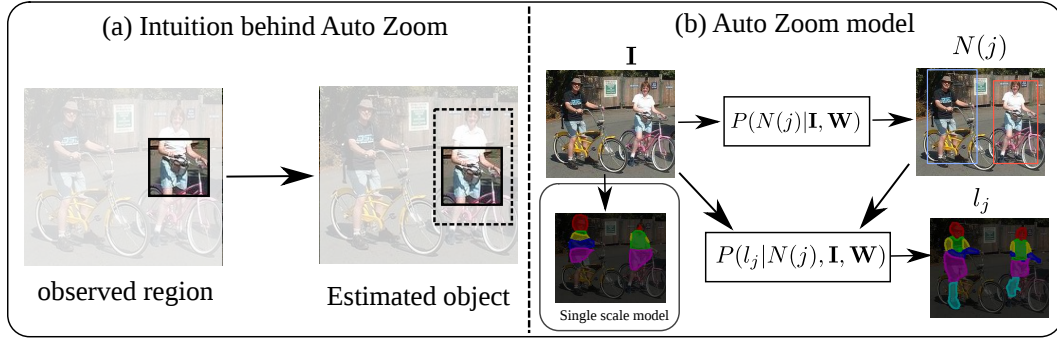 (a) Intuition behind Auto Zoom
observed region
Estimated object
(b) Auto Zoom model
I
N(j)
P(N(j)|I, W)
l_j
P(l_j|N(j), I, W)
Single scale model